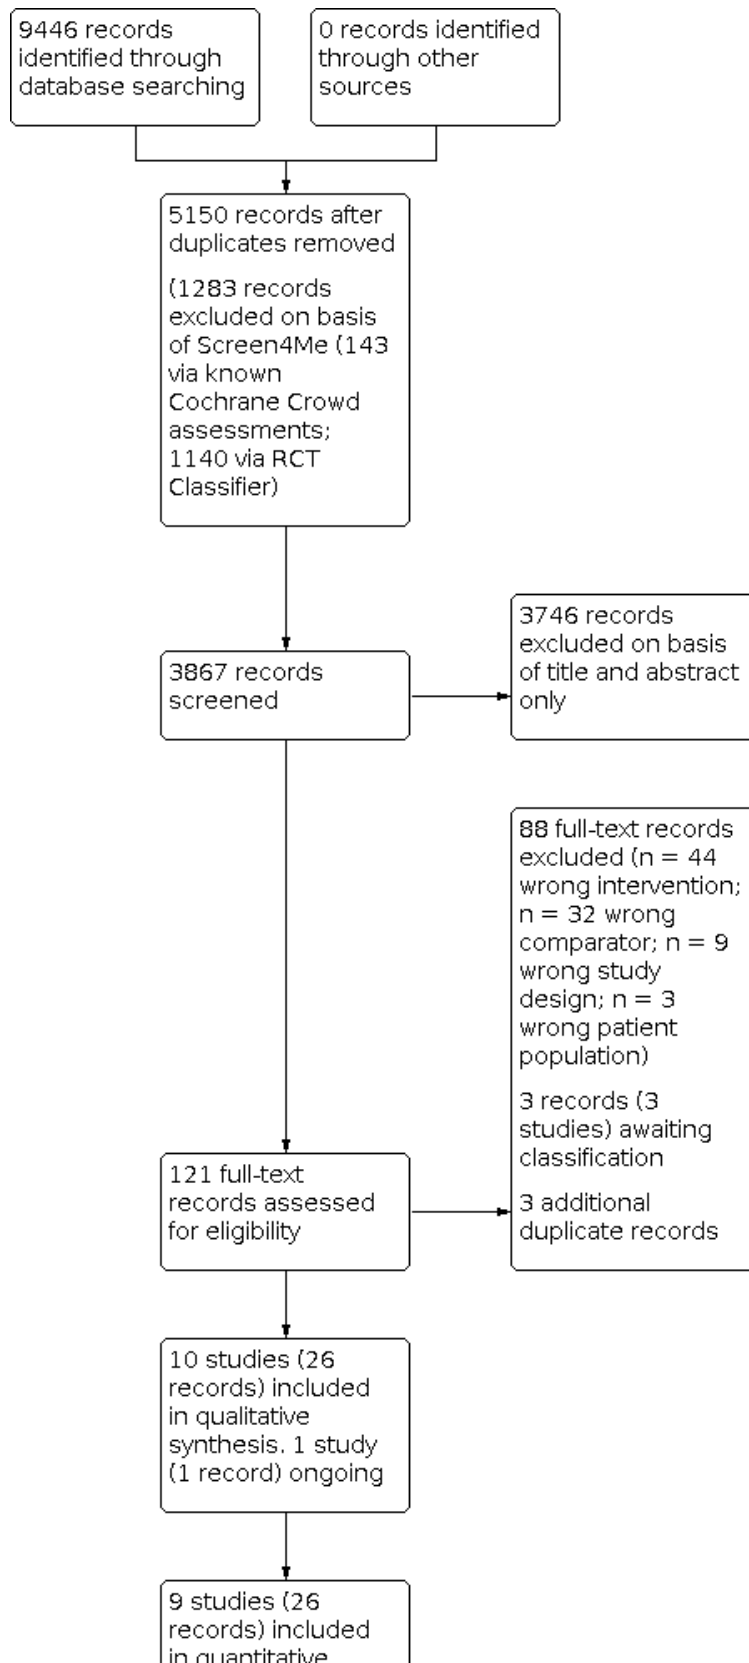 9446 records
identified through
database searching
0 records identified
through other
sources
5150 records after
duplicates removed
(1283 records
excluded on basis
of Screen4Me (143
via known
Cochrane Crowd
assessments;
1140 via RCT
Classifier)
3867 records
screened
3746 records
excluded on basis
of title and abstract
only
88 full-text records
excluded (n = 44
wrong intervention;
n = 32 wrong
comparator; n = 9
wrong study
design; n = 3
wrong patient
population)
3 records (3
studies) awaiting
classification
3 additional
duplicate records
121 full-text
records assessed
for eligibility
10 studies (26
records) included
in qualitative
synthesis. 1 study
(1 record) ongoing
9 studies (26
records) included
in quantitative